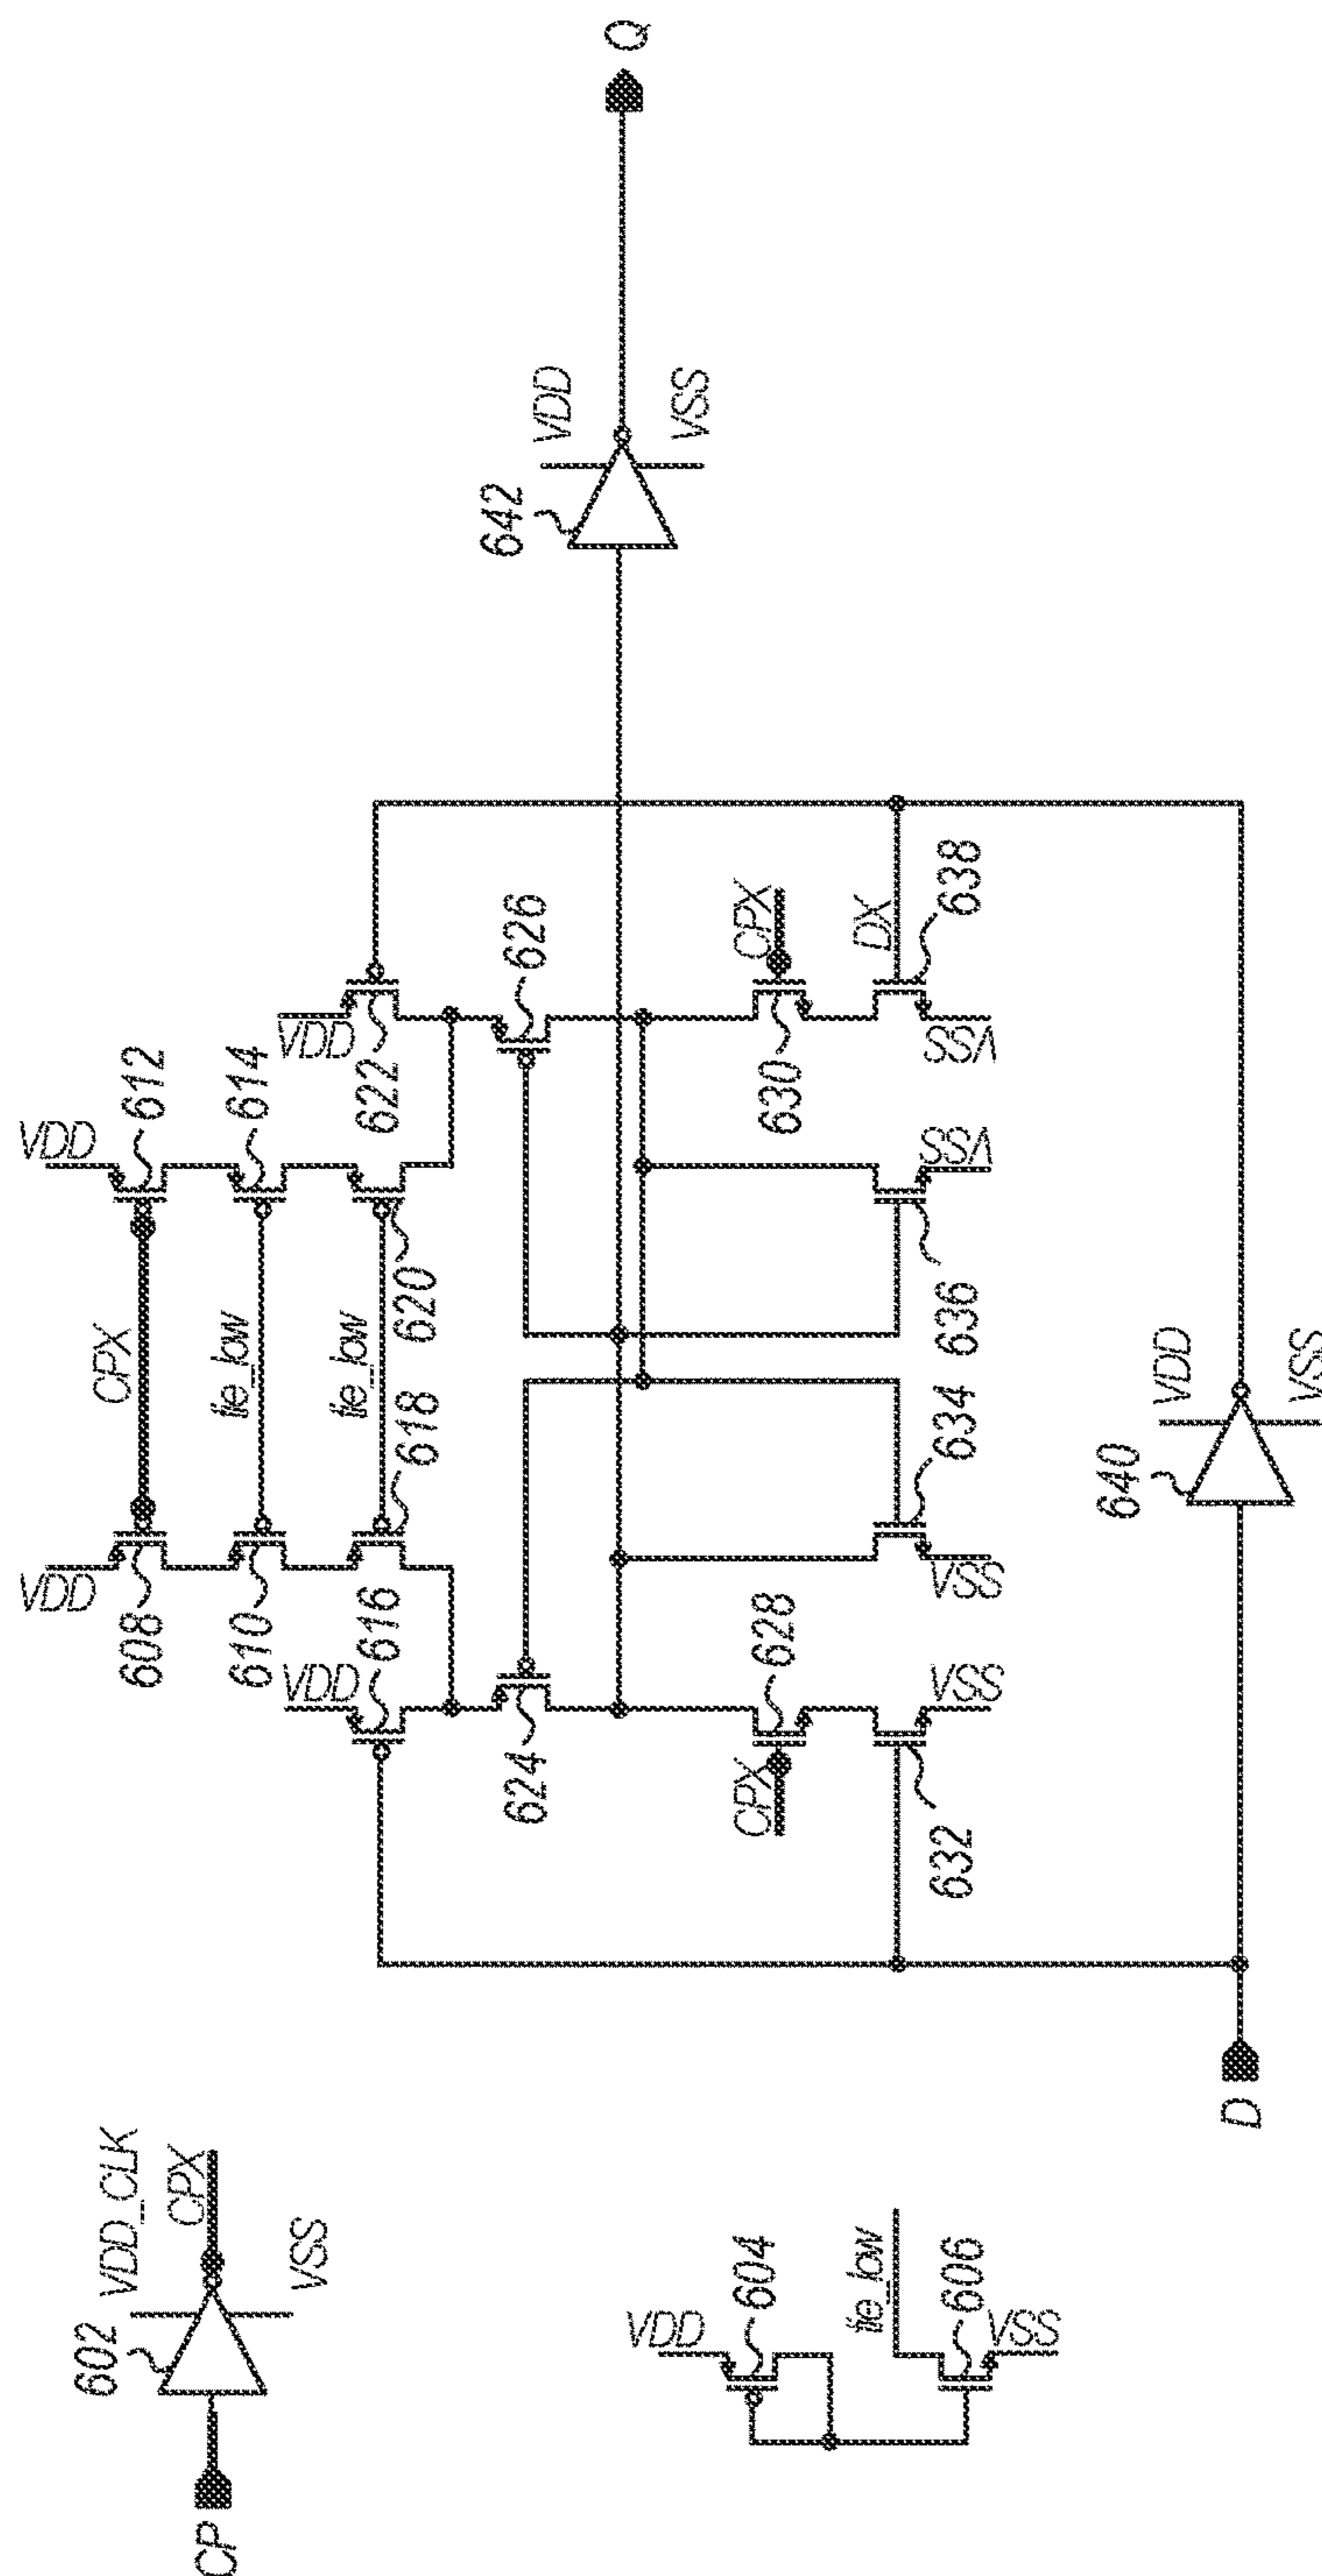 Q
VDD
VSS
642
VDD
612
614
VDD
622
626
CPX
630
DX
638
VSS
VSS
636
CPX
tie_low
tie_low
620
618
634
VSS
VDD
608
610
VDD
616
624
628
CPX
VSS
632
VDD
VSS
640
D
VDD_CLK
CPX
VSS
602
CP
VDD
604
tie_low
606
VSS